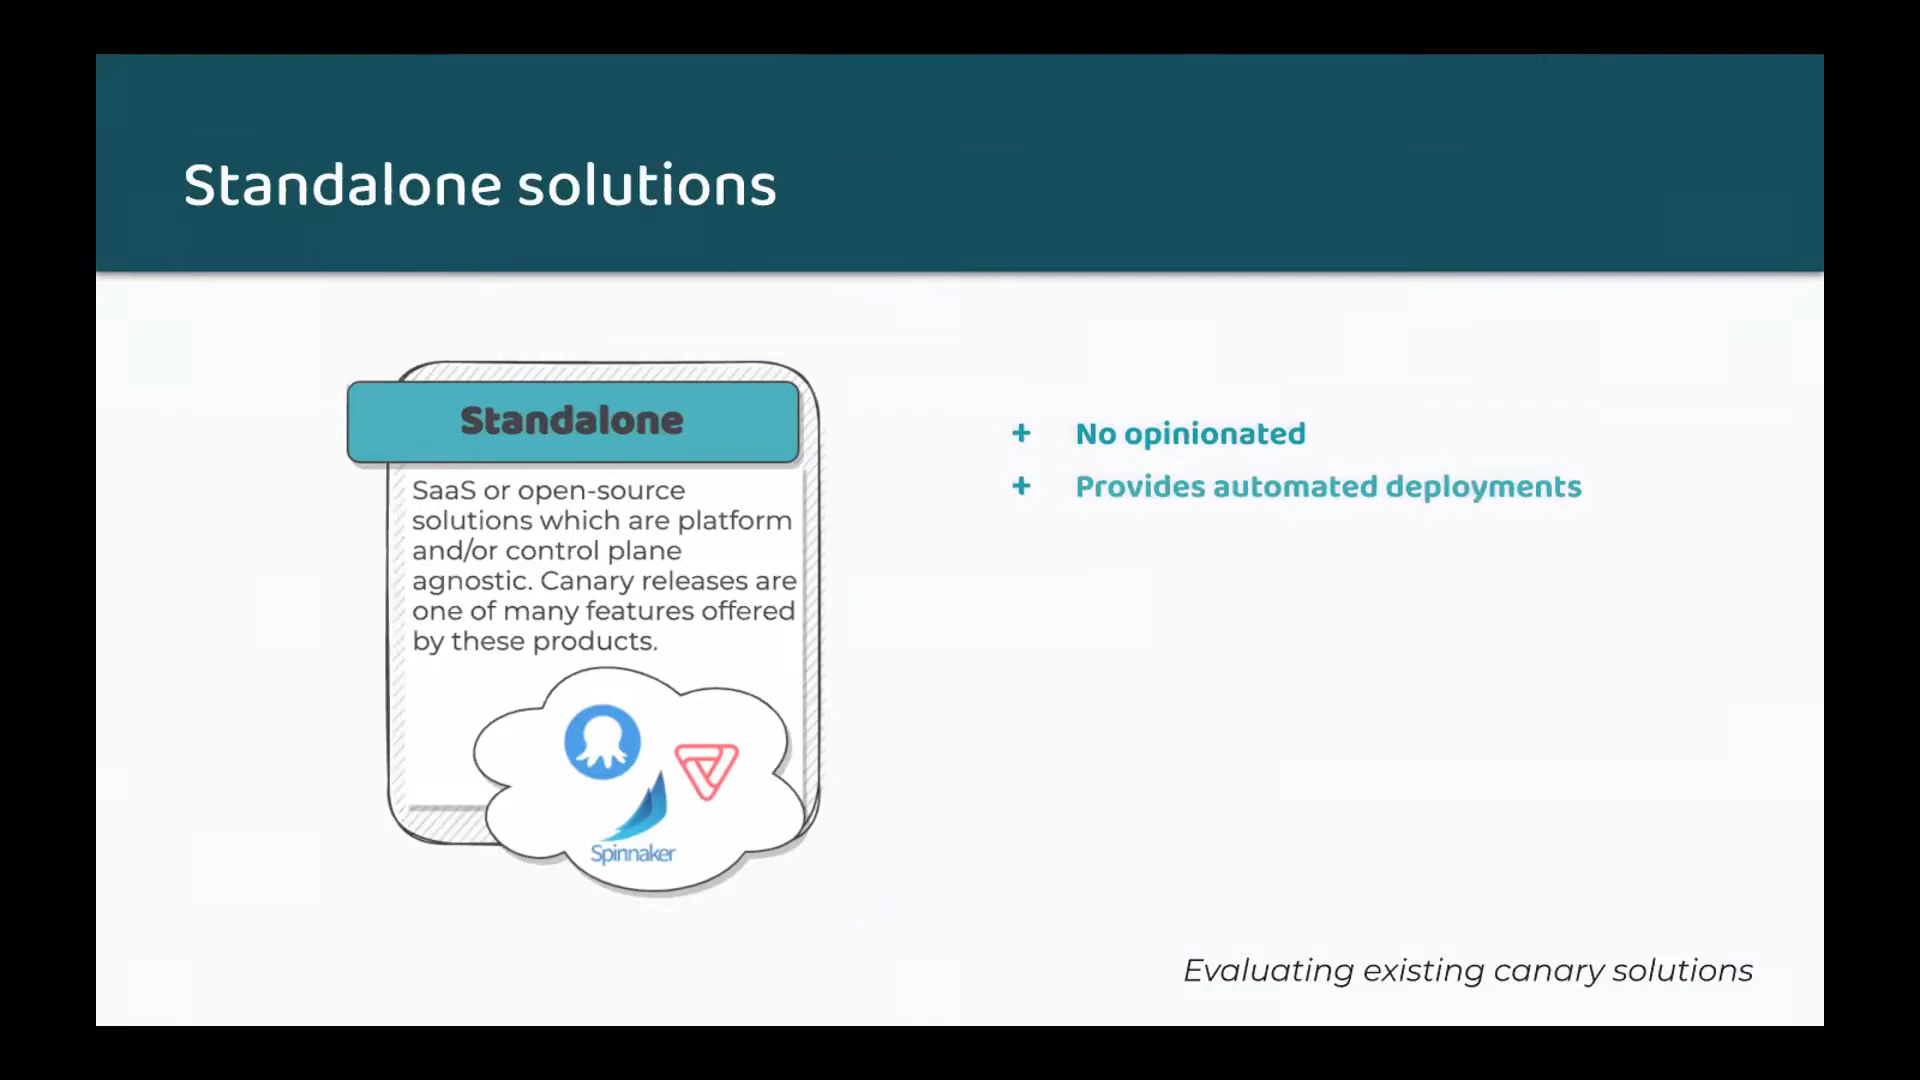 Standalone solutions
Standalone
SaaS or open-source
solutions which are platform
and/or control plane
agnostic. Canary releases are
one of many features offered
by these products.
Spinnaker
+ No opinionated
+ Provides automated deployments
Evaluating existing canary solutions